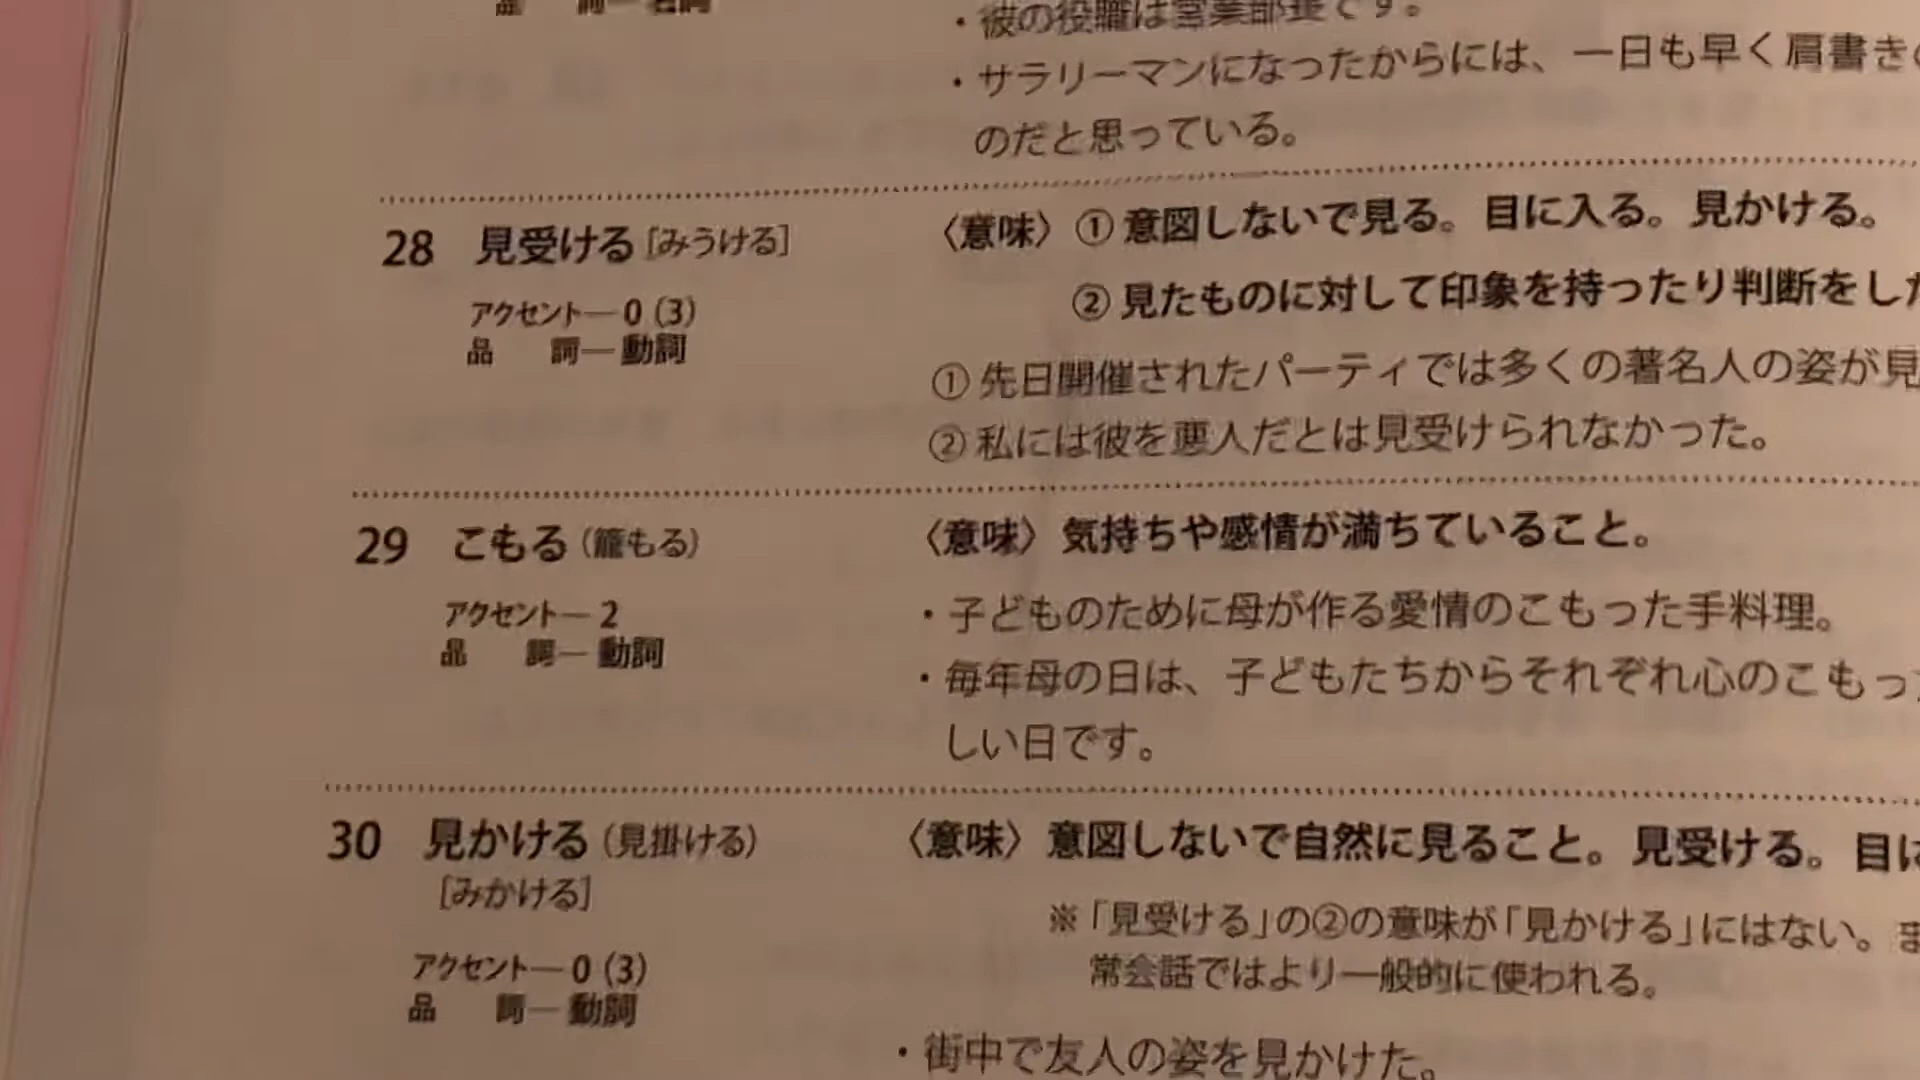 品 詞─名詞
・彼の役職は営業部長です。
・サラリーマンになったからには、一日も早く肩書き
のだと思っている。
28 見受ける［みうける］
アクセント─0 (3)
品 詞─動詞
〈意味〉① 意図しないで見る。目に入る。見かける。
② 見たものに対して印象を持ったり判断をし
① 先日開催されたパーティでは多くの著名人の姿が見
② 私には彼を悪人だとは見受けられなかった。
29 こもる（籠もる）
アクセント─2
品 詞─動詞
〈意味〉気持ちや感情が満ちていること。
・子どものために母が作る愛情のこもった手料理。
・毎年母の日は、子どもたちからそれぞれ心のこもっ
しい日です。
30 見かける（見掛ける）
［みかける］
アクセント─0 (3)
品 詞─動詞
〈意味〉意図しないで自然に見ること。見受ける。目に
※「見受ける」の②の意味が「見かける」にはない。
常会話ではより一般的に使われる。
・街中で友人の姿を見かけた。